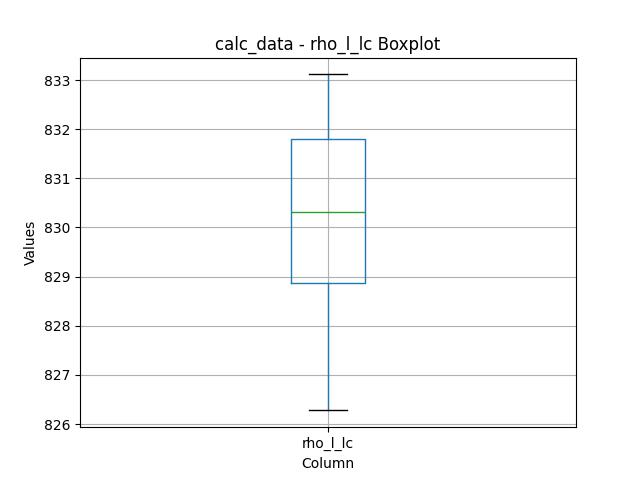 calc_data - rho_l_lc Boxplot
833
832
831
830
829
828
827
826
Values
rho_l_lc
Column